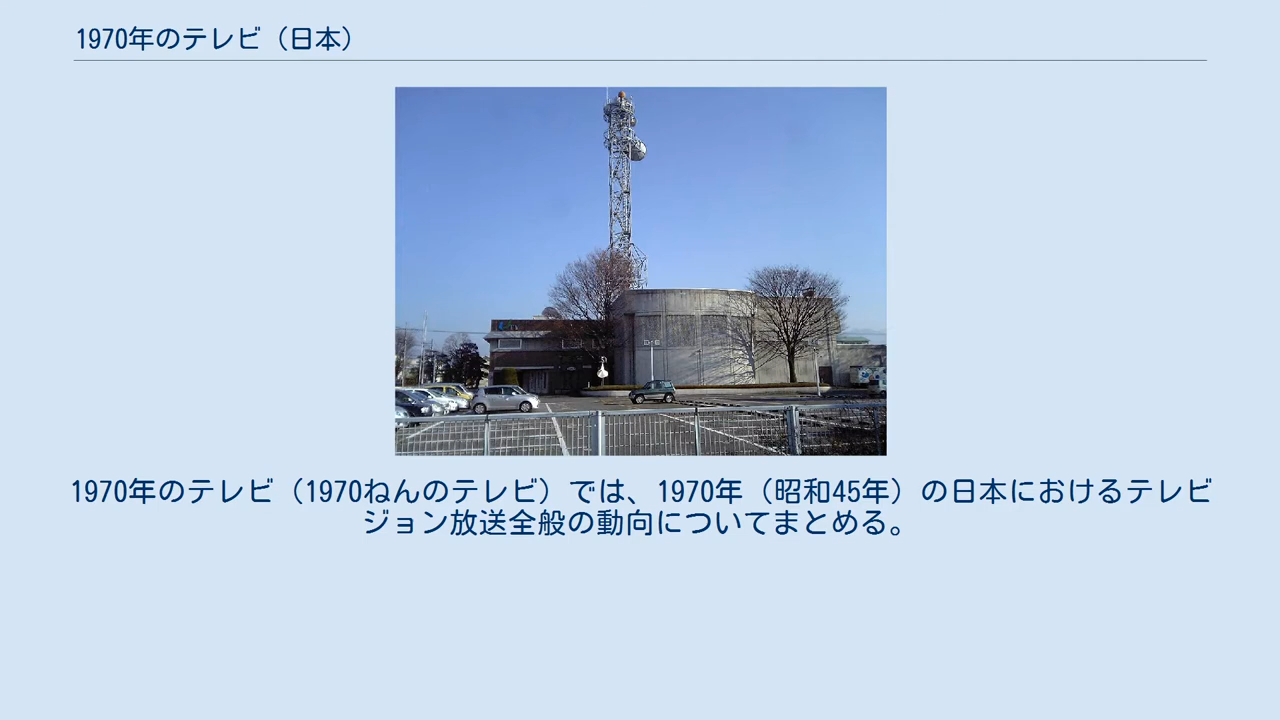 1970年のテレビ（日本）
1970年のテレビ（1970ねんのテレビ）では、1970年（昭和45年）の日本におけるテレビ
ジョン放送全般の動向についてまとめる。